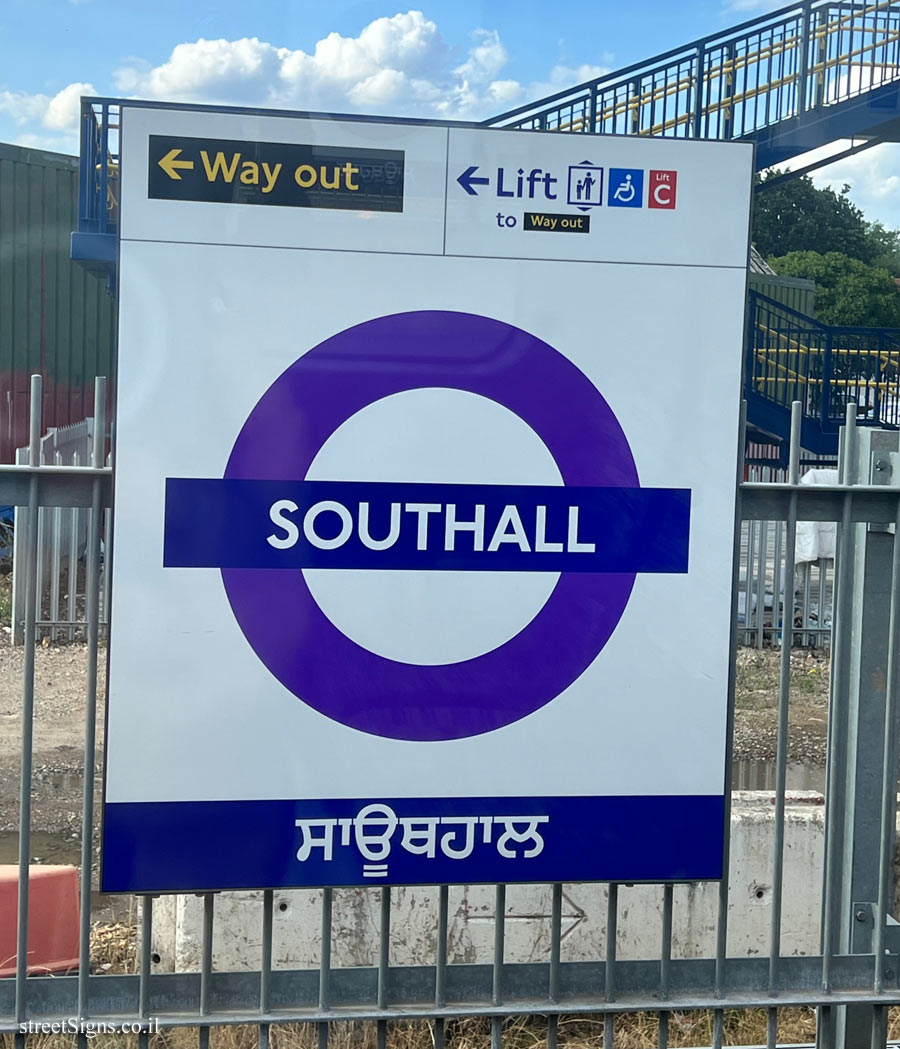 ← Way out
← Lift Lift C
to Way out
SOUTHALL
ਸਾਊਥਹਾਲ
streetSigns.co.il